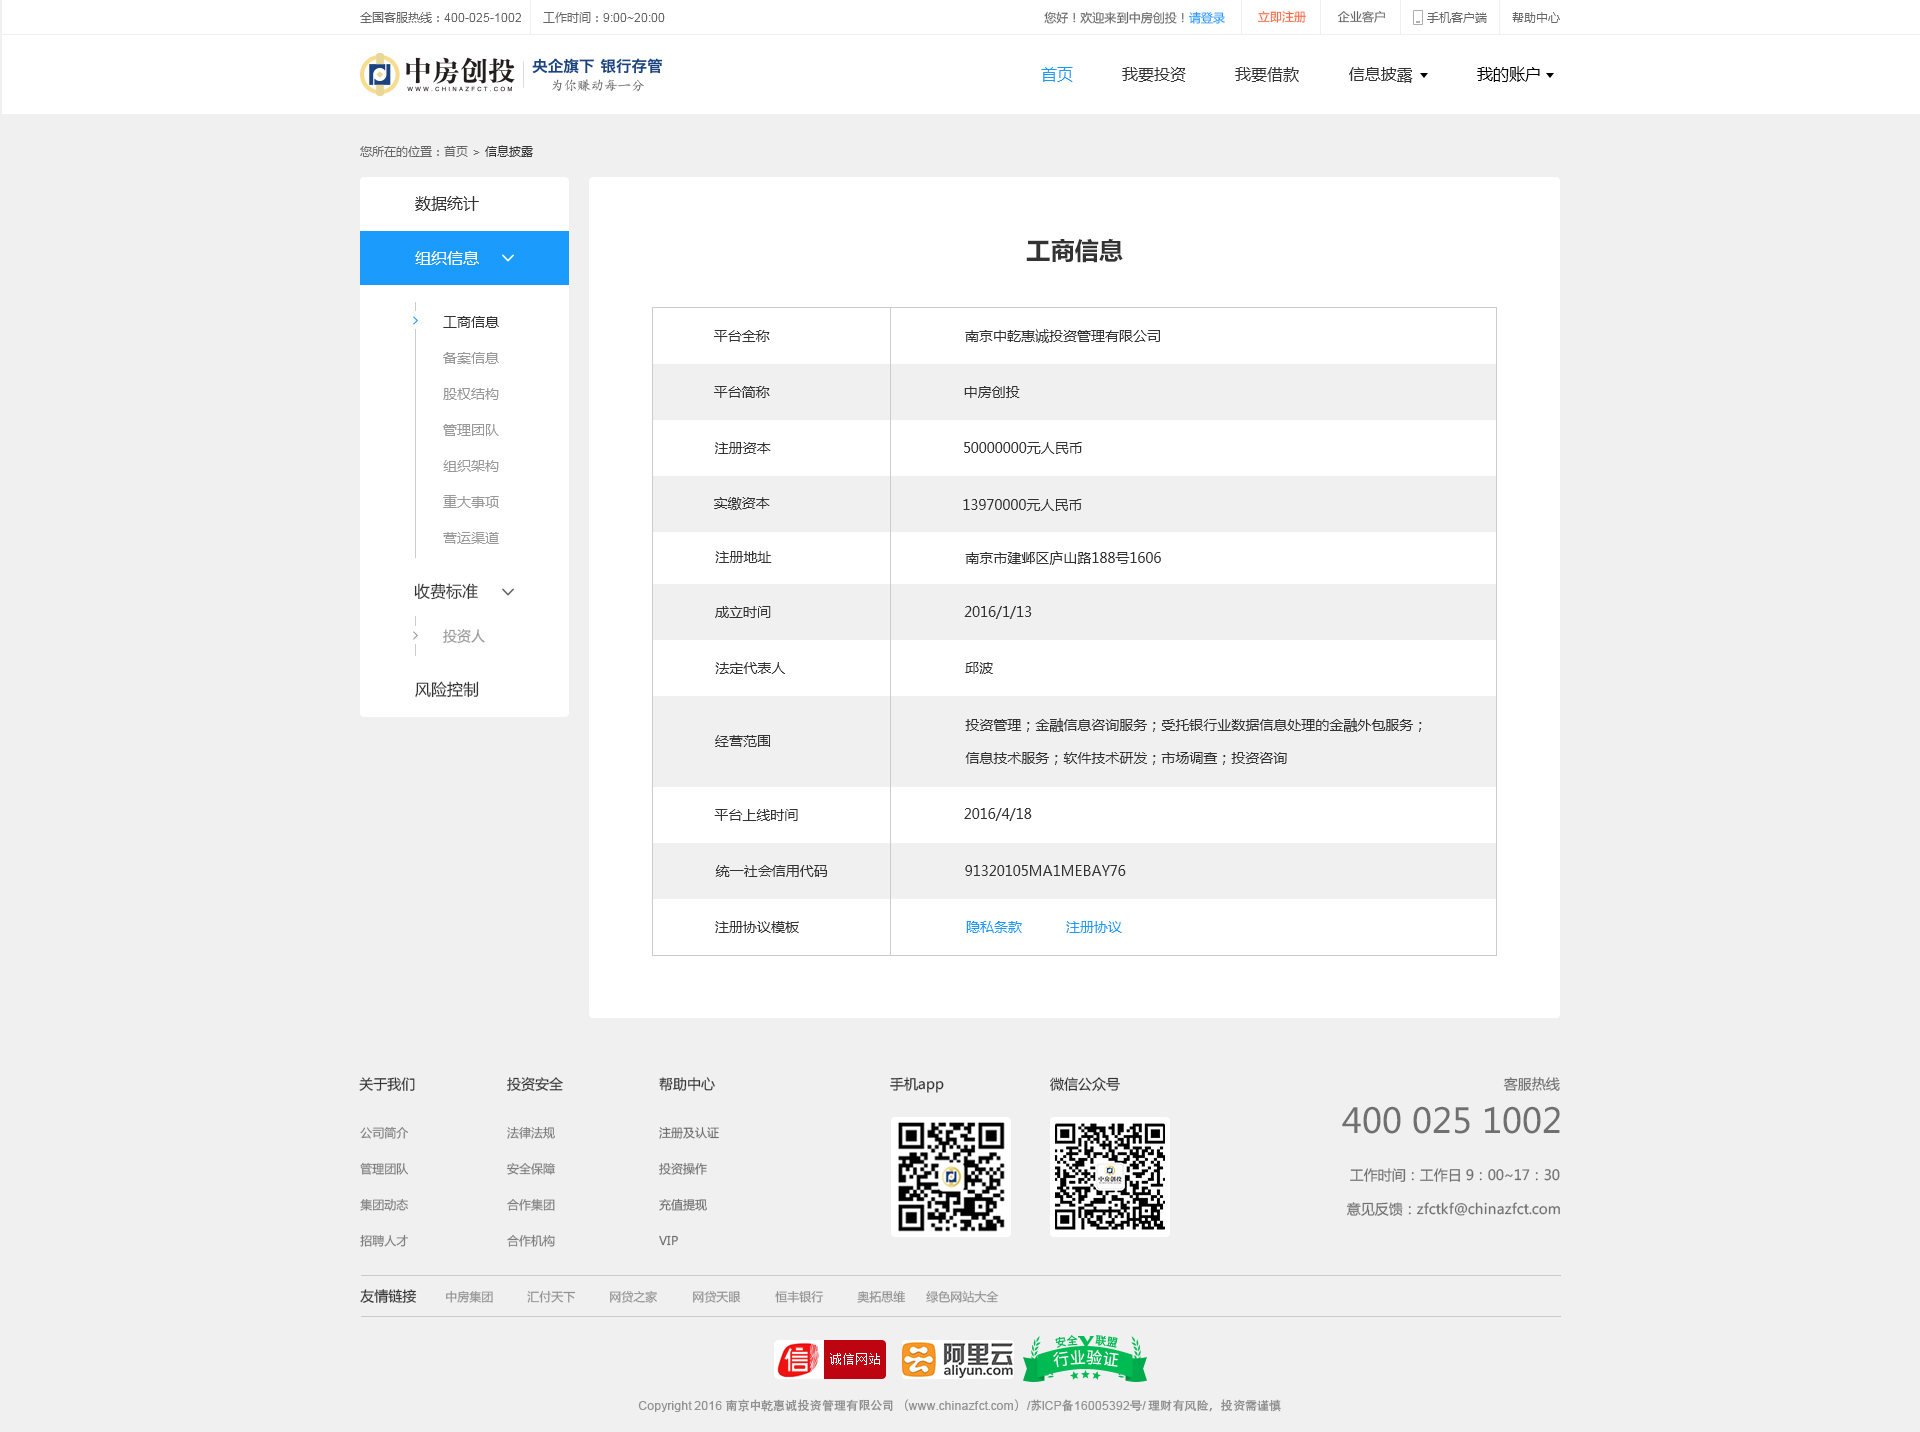 全国客服热线：400-025-1002 工作时间：9:00~20:00 您好！欢迎来到中房创投！请登录 立即注册 企业客户 手机客户端 帮助中心
中房创投 WWW.CHINAZFCT.COM 央企旗下 银行存管 为你赚动每一分
首页 我要投资 我要借款 信息披露 我的账户
您所在的位置：首页 > 信息披露
数据统计
组织信息
工商信息
备案信息
股权结构
管理团队
组织架构
重大事项
营运渠道
收费标准
投资人
风险控制
工商信息
平台全称 南京中乾惠诚投资管理有限公司
平台简称 中房创投
注册资本 50000000元人民币
实缴资本 13970000元人民币
注册地址 南京市建邺区庐山路188号1606
成立时间 2016/1/13
法定代表人 邱波
经营范围 投资管理；金融信息咨询服务；受托银行业数据信息处理的金融外包服务；
信息技术服务；软件技术研发；市场调查；投资咨询
平台上线时间 2016/4/18
统一社会信用代码 91320105MA1MEBAY76
注册协议模板 隐私条款 注册协议
关于我们 投资安全 帮助中心 手机app 微信公众号 客服热线
400 025 1002
公司简介 法律法规 注册及认证
管理团队 安全保障 投资操作 工作时间：工作日 9：00~17：30
集团动态 合作集团 充值提现 意见反馈：zfctkf@chinazfct.com
招聘人才 合作机构 VIP
中房创投
友情链接 中房集团 汇付天下 网贷之家 网贷天眼 恒丰银行 奥拓思维 绿色网站大全
信 诚信网站 阿里云 aliyun.com 安全 联盟 行业验证
Copyright 2016 南京中乾惠诚投资管理有限公司 （www.chinazfct.com）/苏ICP备16005392号/ 理财有风险，投资需谨慎